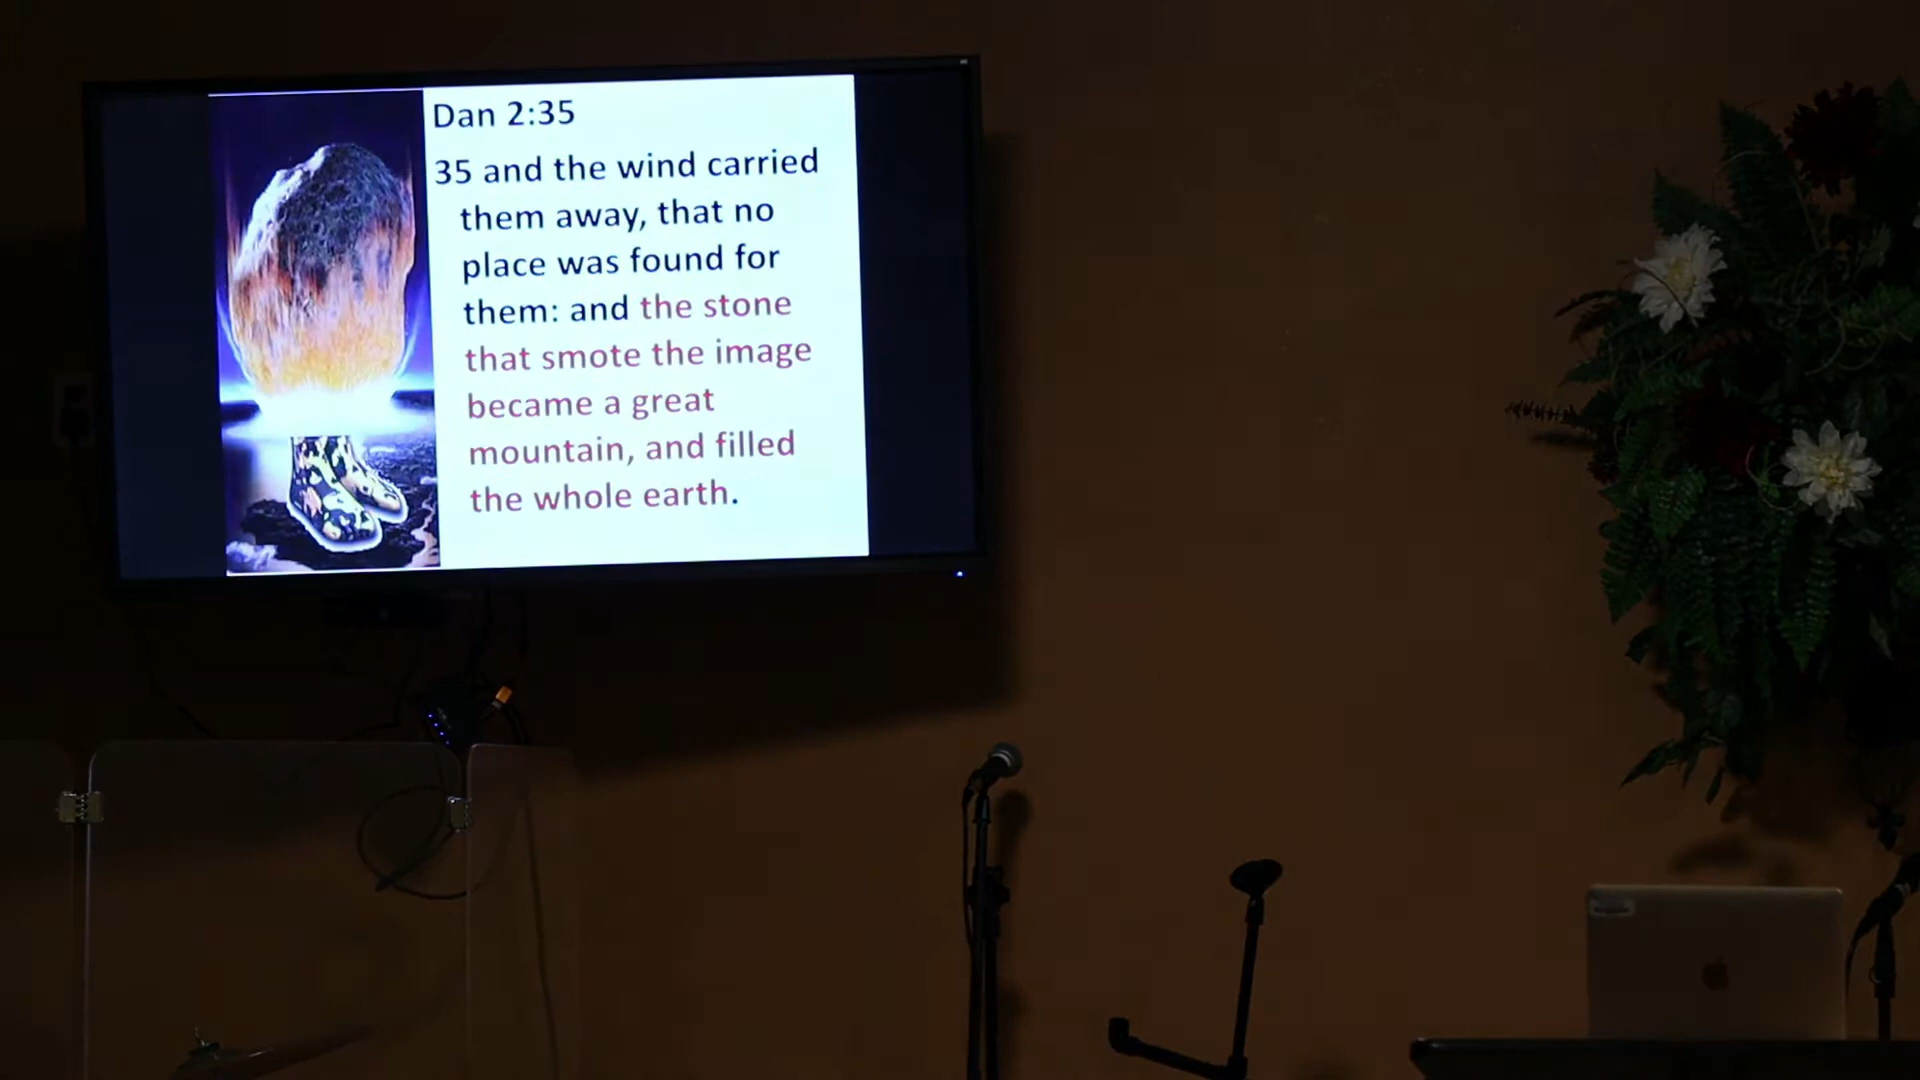 Dan 2:35
35 and the wind carried
them away, that no
place was found for
them: and the stone
that smote the image
became a great
mountain, and filled
the whole earth.